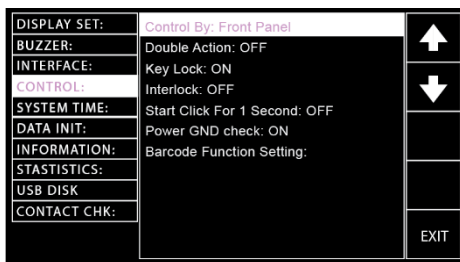 DISPLAY SET:
BUZZER:
INTERFACE:
CONTROL:
SYSTEM TIME:
DATA INIT:
INFORMATION:
STASTISTICS:
USB DISK
CONTACT CHK:
Control By: Front Panel
Double Action: OFF
Key Lock: ON
Interlock: OFF
Start Click For 1 Second: OFF
Power GND check: ON
Barcode Function Setting:
EXIT